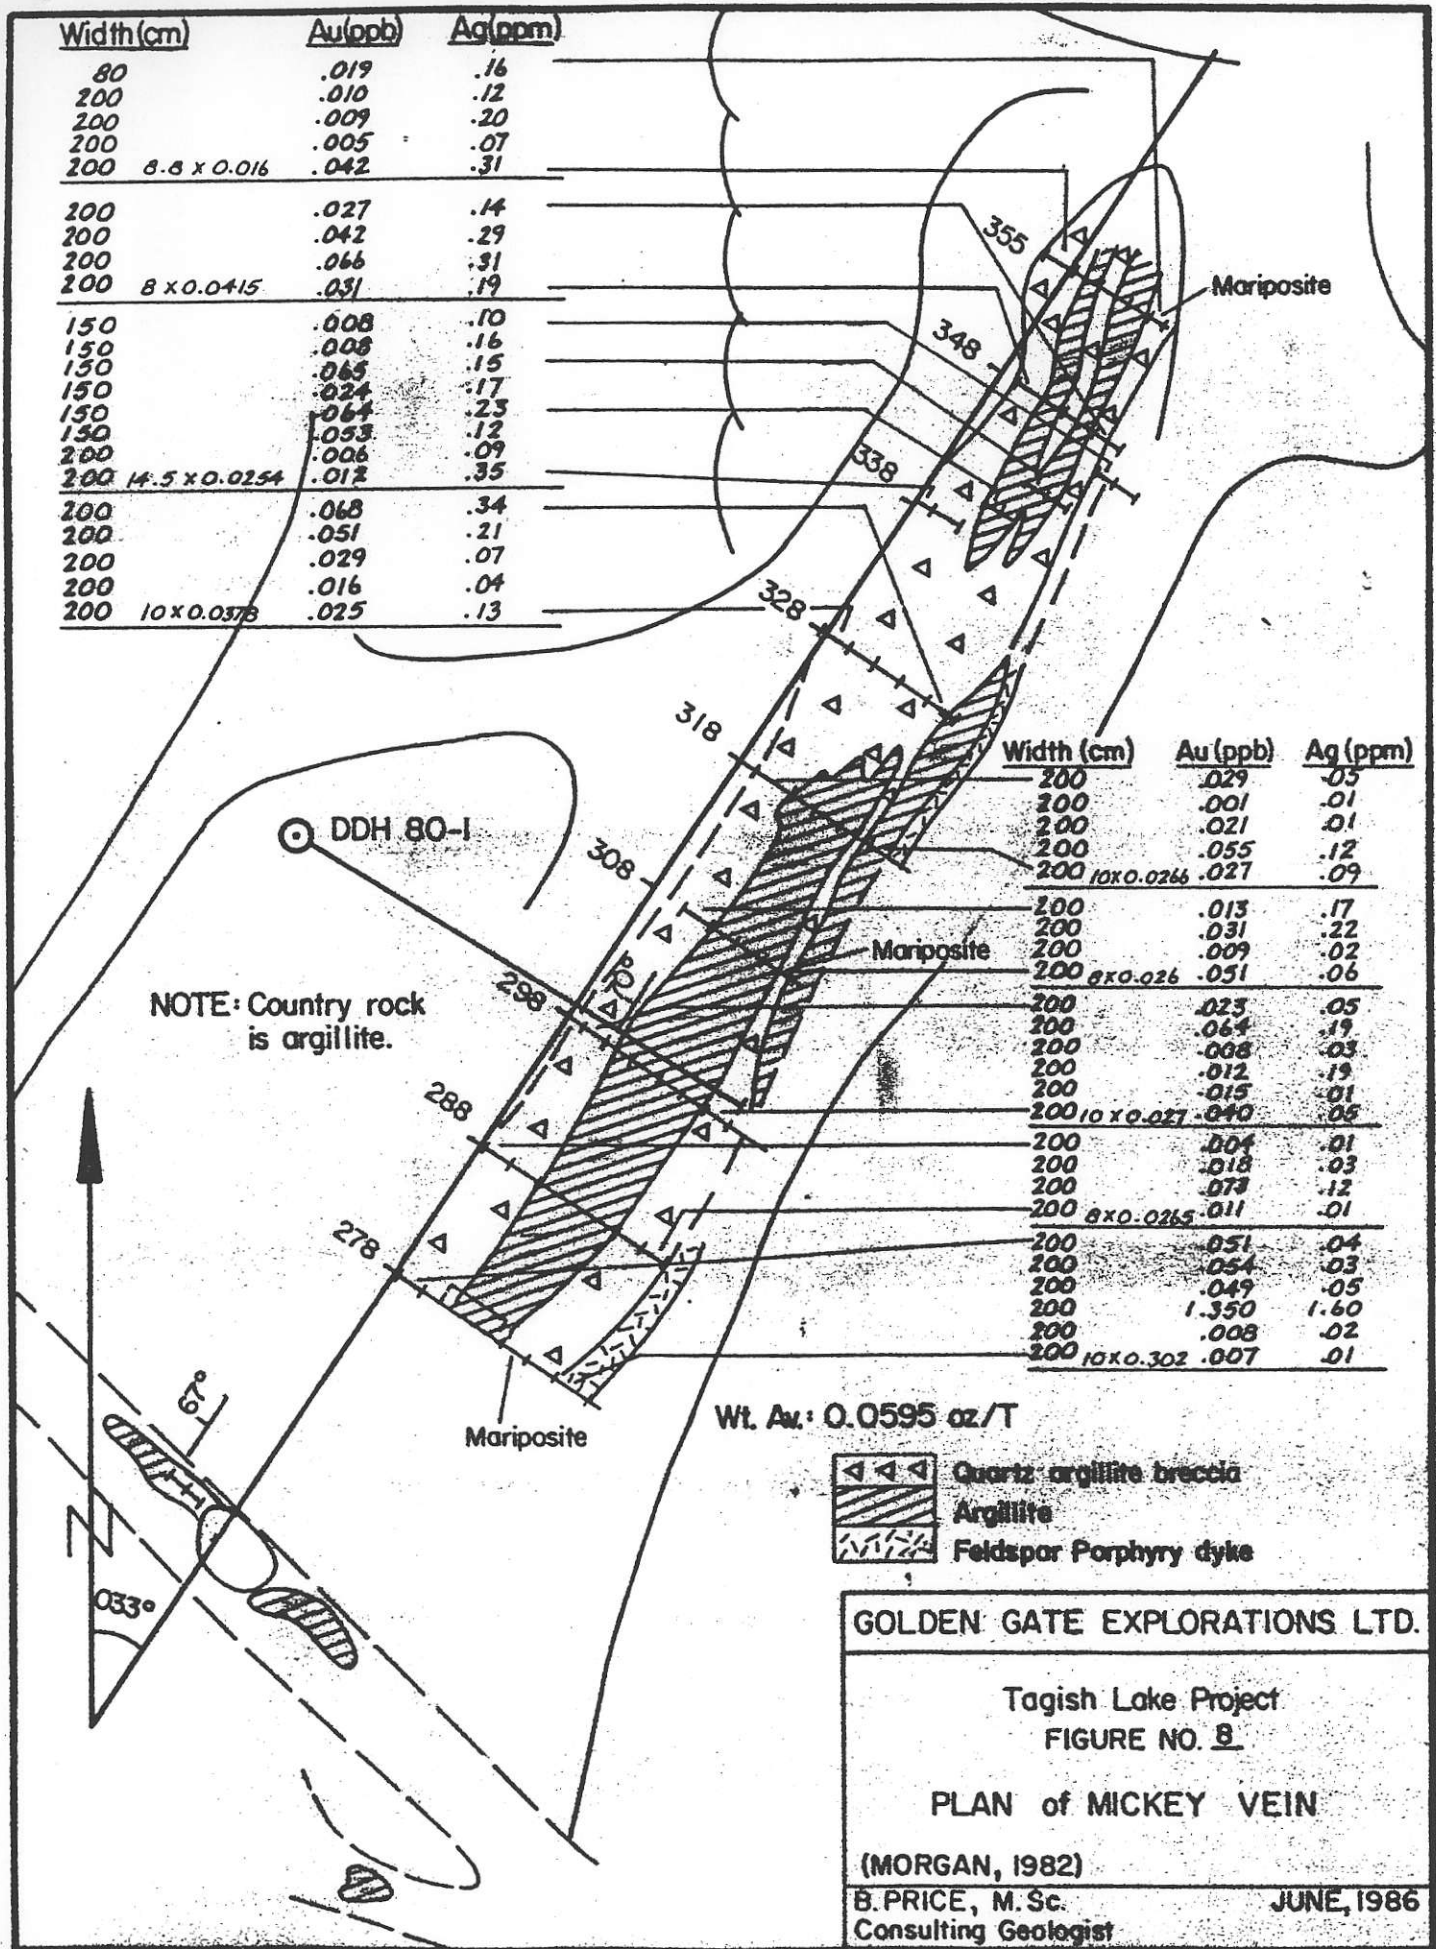 Width (cm) Au (ppb) Ag (ppm)
80 .019 .16
200 .010 .12
200 .009 .20
200 .005 .07
200 8.8 x 0.016 .042 .31
200 .027 .14
200 .042 .29
200 .066 .31
200 8 x 0.0415 .031 .19
150 .008 .10
150 .008 .16
150 .065 .15
150 .024 .17
150 .064 .23
150 .053 .12
200 .006 .09
200 14.5 x 0.0254 .012 .35
200 .068 .34
200 .051 .21
200 .029 .07
200 .016 .04
200 10 x 0.0378 .025 .13
355
Mariposite
348
338
328
318
Width (cm) Au (ppb) Ag (ppm)
200 .029 .05
200 .001 .01
200 .021 .01
200 .055 .12
200 10x0.0266 .027 .09
200 .013 .17
200 .031 .22
200 .009 .02
200 8x0.026 .051 .06
200 .023 .05
200 .064 .19
200 .008 .03
200 .012 .19
200 .015 .01
200 10 x 0.027 .040 .05
200 .004 .01
200 .018 .03
200 .073 .12
200 8x0.0265 .011 .01
200 .051 .04
200 .054 .03
200 .049 .05
200 1.350 1.60
200 .008 .02
200 10x0.302 .007 .01
DDH 80-1
308
Mariposite
298
NOTE: Country rock
is argillite.
288
278
67°
Mariposite
Wt. Av.: 0.0595 oz/T
Quartz argillite breccia
Argillite
Feldspar Porphyry dyke
N
033°
GOLDEN GATE EXPLORATIONS LTD.
Tagish Lake Project
FIGURE NO. 8
PLAN of MICKEY VEIN
(MORGAN, 1982)
B. PRICE, M. Sc. JUNE, 1986
Consulting Geologist